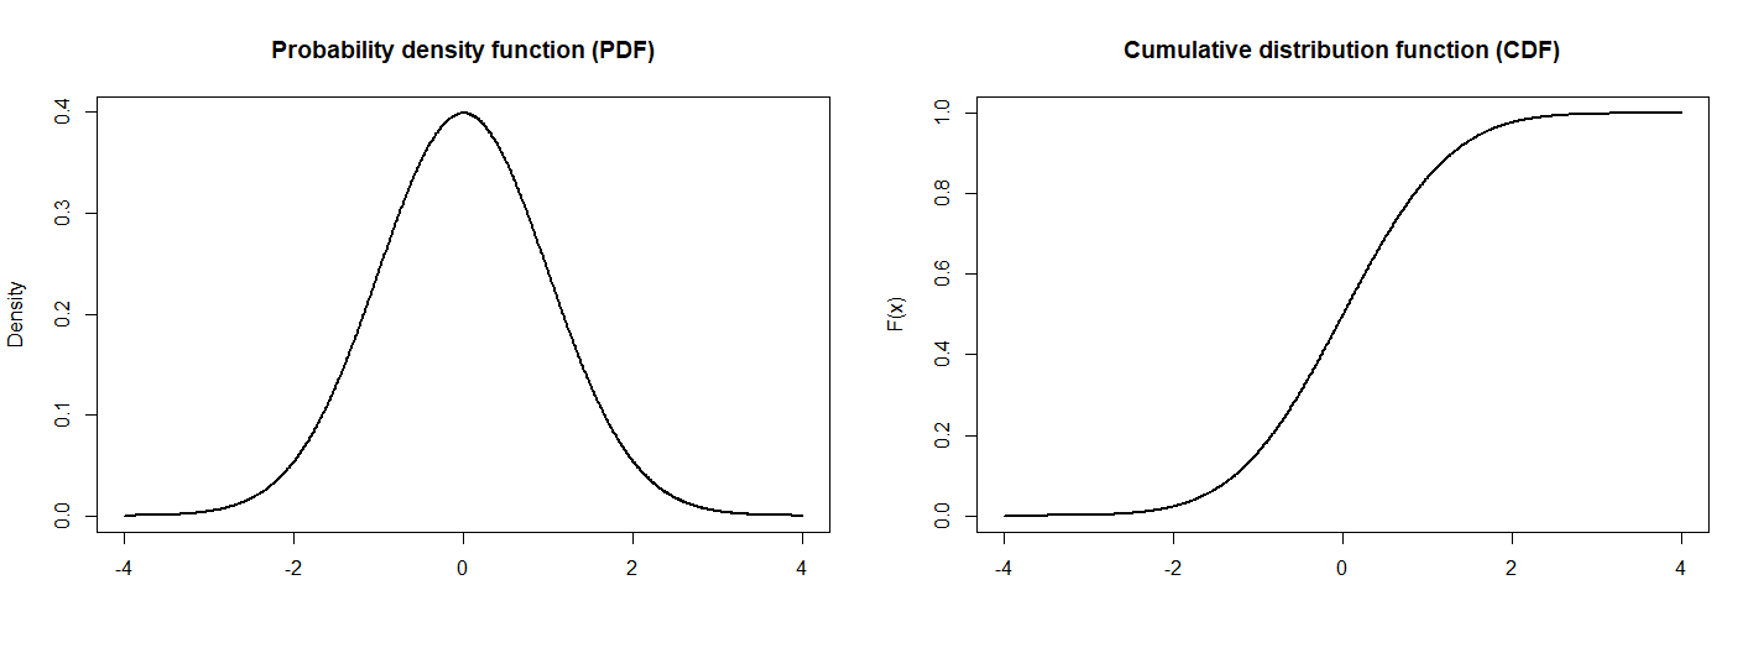 Probability density function (PDF)
Density
0.4
0.3
0.2
0.1
0.0
-4 -2 0 2 4
Cumulative distribution function (CDF)
F(x)
1.0
0.8
0.6
0.4
0.2
0.0
-4 -2 0 2 4